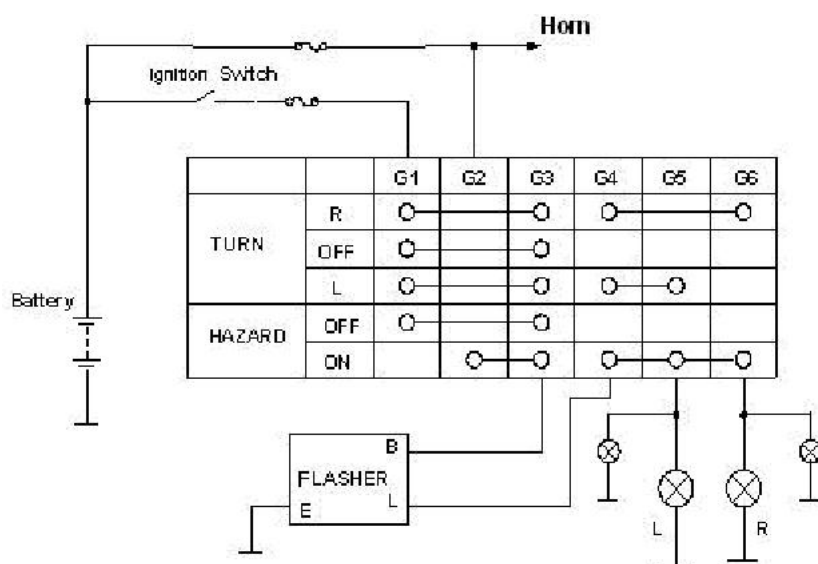 Horn
Ignition Switch
G1 G2 G3 G4 G5 G6
R
TURN
OFF
L
Battery
OFF
HAZARD
ON
B
FLASHER
L
E
L R